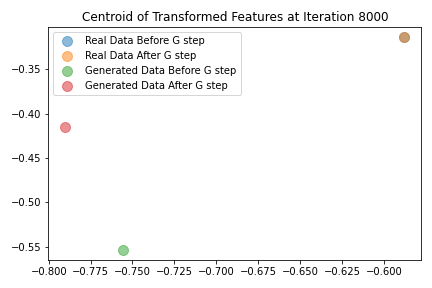 Centroid of Transformed Features at Iteration 8000
Real Data Before G step
Real Data After G step
Generated Data Before G step
Generated Data After G step
−0.35
−0.40
−0.45
−0.50
−0.55
−0.800 −0.775 −0.750 −0.725 −0.700 −0.675 −0.650 −0.625 −0.600